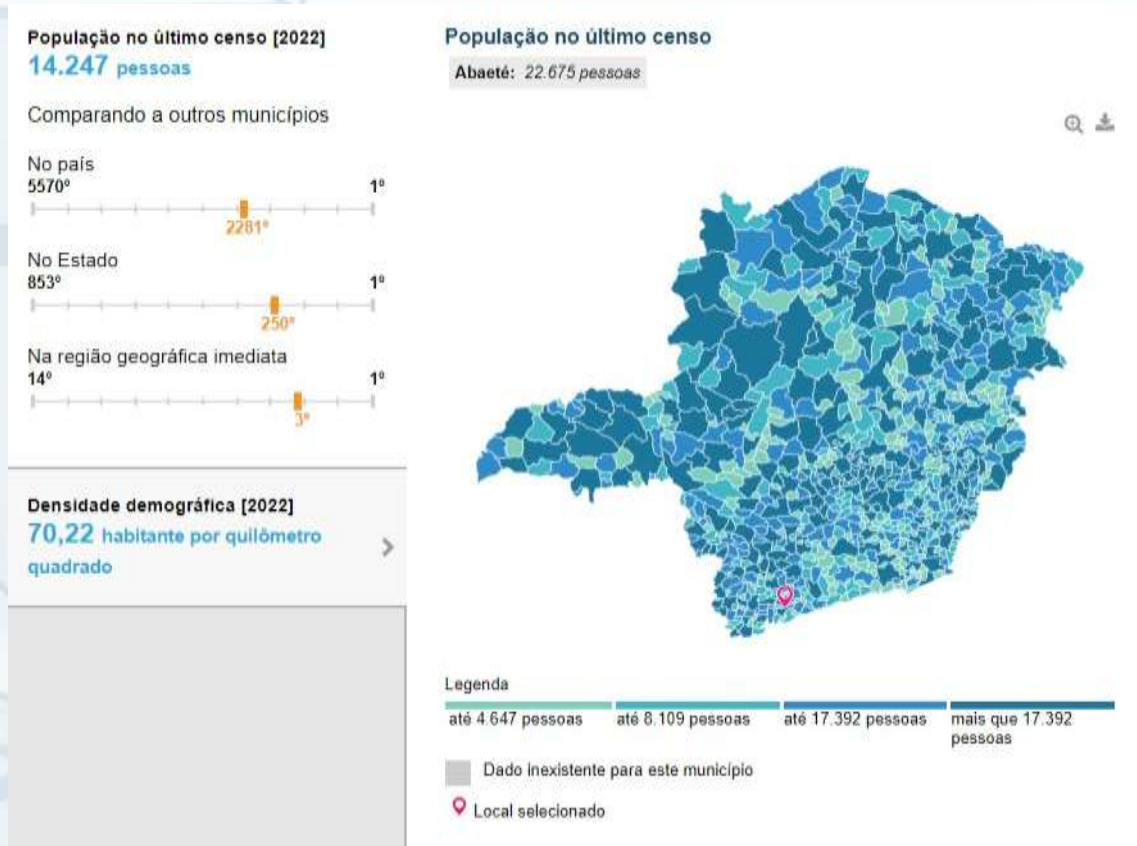 População no último censo [2022]
14.247 pessoas
Comparando a outros municípios
No país
5570º 1º
2281º
No Estado
853º 1º
250º
Na região geográfica imediata
14º 1º
3º
Densidade demográfica [2022]
70,22 habitante por quilômetro
quadrado
População no último censo
Abaeté: 22.675 pessoas
Legenda
até 4.647 pessoas
até 8.109 pessoas
até 17.392 pessoas
mais que 17.392
pessoas
Dado inexistente para este município
Local selecionado